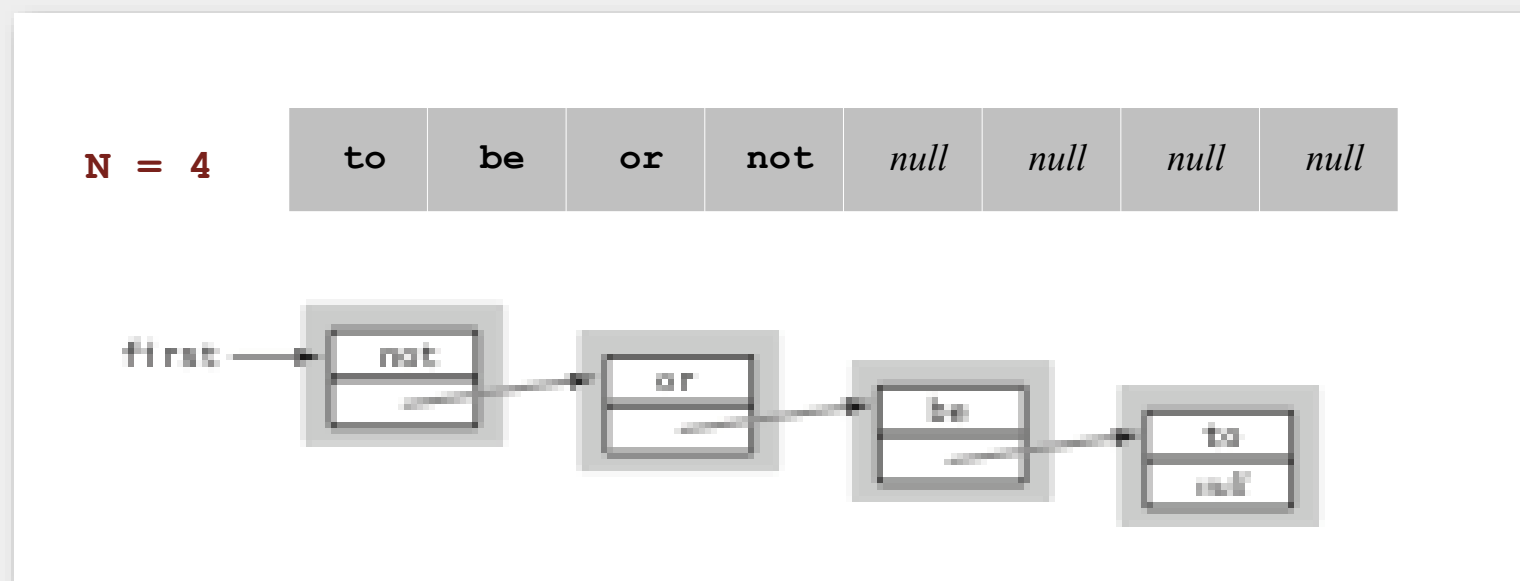 N = 4 to be or not null null null null
first not
or
be
to
null